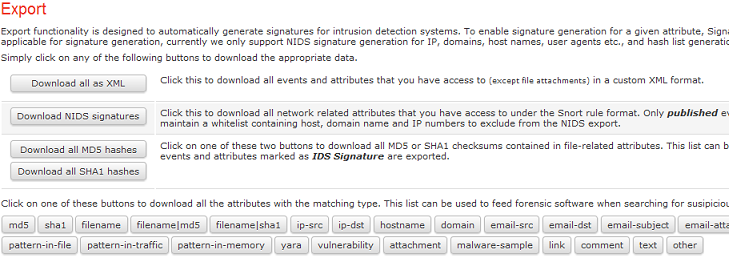 Export
Export functionality is designed to automatically generate signatures for intrusion detection systems. To enable signature generation for a given attribute,
applicable for signature generation, currently we only support NIDS signature generation for IP, domains, host names, user agents etc., and hash list
Simply click on any of the following buttons to download the appropriate data.
Download all as XML
Click this to download all events and attributes that you have access to (except file attachments) in a custom XML format.
Download NIDS signatures
Click this to download all network related attributes that you have access to under the Snort rule format. Only published
maintain a whitelist containing host, domain name and IP numbers to exclude from the NIDS export.
Download all MD5 hashes
Download all SHA1 hashes
Click on one of these two buttons to download all MD5 or SHA1 checksums contained in file-related attributes. This list can
events and attributes marked as IDS Signature are exported.
Click on one of these buttons to download all the attributes with the matching type. This list can be used to feed forensic software when searching for
md5 sha1 filename filename|md5 filename|sha1 ip-src ip-dst hostname domain email-src email-dst email-subject
pattern-in-file pattern-in-traffic pattern-in-memory yara vulnerability attachment malware-sample link comment text other